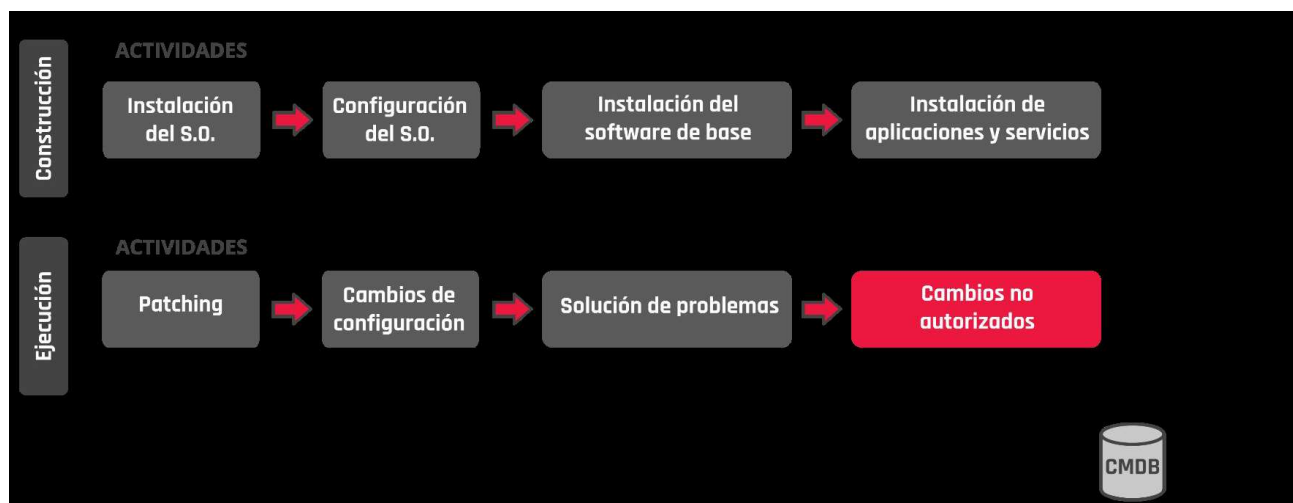 Construcción
ACTIVIDADES
Instalación
del S.O.
Configuración
del S.O.
Instalación del
software de base
Instalación de
aplicaciones y servicios
Ejecución
ACTIVIDADES
Patching
Cambios de
configuración
Solución de problemas
Cambios no
autorizados
CMDB